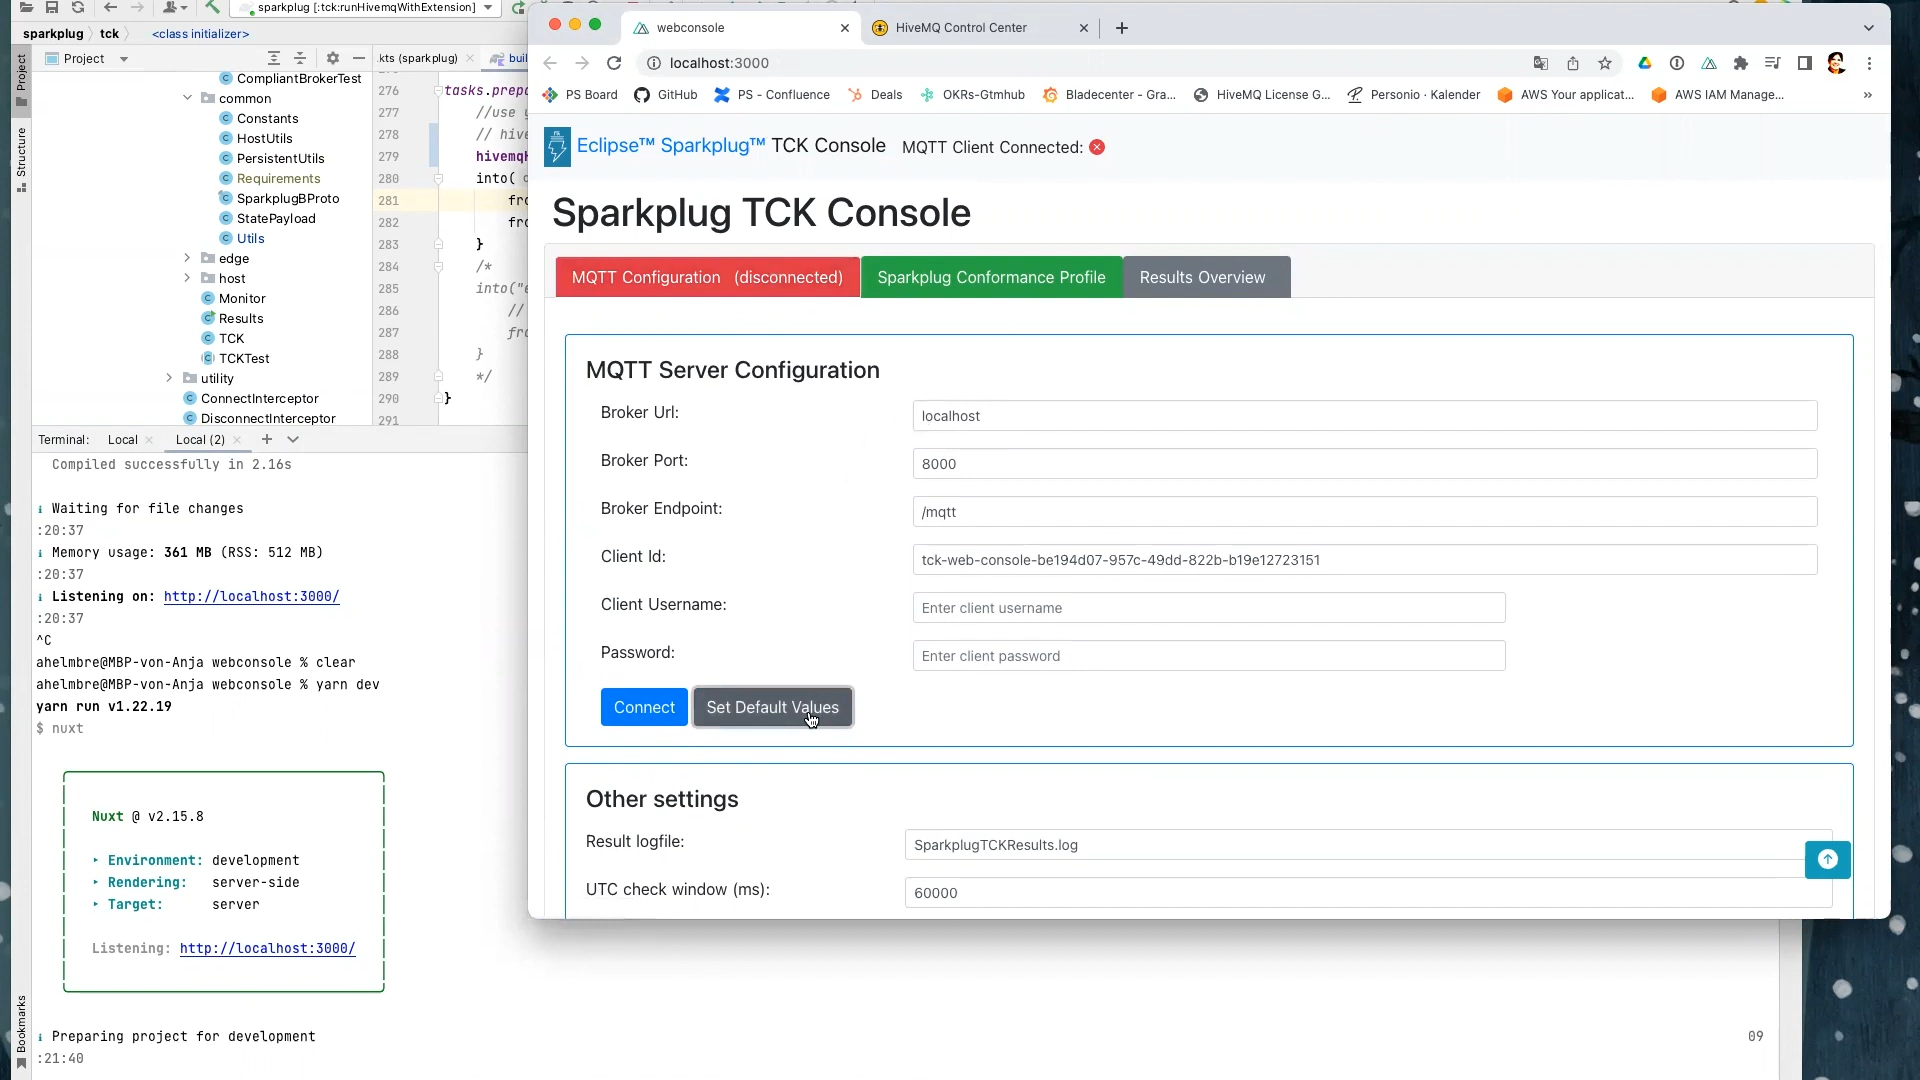 sparkplug [:tck:runHivemqWithExtension]
sparkplug tck <class initializer>
Project
Project
Structure
Bookmarks
CompliantBrokerTest
common
Constants
HostUtils
PersistentUtils
Requirements
SparkplugBProto
StatePayload
Utils
edge
host
Monitor
Results
TCK
TCKTest
utility
ConnectInterceptor
DisconnectInterceptor
.kts (sparkplug)
276 tasks.prepa
277 //use
278 // hive
279
280 into(
281 fro
282 fro
283 }
284 /*
285 into("e
286 //
287 fro
288 }
289 */
290 }
291
Terminal: Local Local (2)
Compiled successfully in 2.16s
i Waiting for file changes
:20:37
i Memory usage: 361 MB (RSS: 512 MB)
:20:37
i Listening on: http://localhost:3000/
:20:37
^C
ahelmbre@MBP-von-Anja webconsole % clear
ahelmbre@MBP-von-Anja webconsole % yarn dev
yarn run v1.22.19
$ nuxt
Nuxt @ v2.15.8
▸ Environment: development
▸ Rendering: server-side
▸ Target: server
Listening: http://localhost:3000/
i Preparing project for development
:21:40
09
webconsole
HiveMQ Control Center
localhost:3000
PS Board GitHub PS - Confluence Deals OKRs-Gtmhub Bladecenter - Gra... HiveMQ License G... Personio · Kalender AWS Your applicat... AWS IAM Manage... »
Eclipse™ Sparkplug™ TCK Console MQTT Client Connected:
Sparkplug TCK Console
MQTT Configuration (disconnected)
Sparkplug Conformance Profile
Results Overview
MQTT Server Configuration
Broker Url: localhost
Broker Port: 8000
Broker Endpoint: /mqtt
Client Id: tck-web-console-be194d07-957c-49dd-822b-b19e12723151
Client Username: Enter client username
Password: Enter client password
Connect Set Default Values
Other settings
Result logfile: SparkplugTCKResults.log
UTC check window (ms): 60000